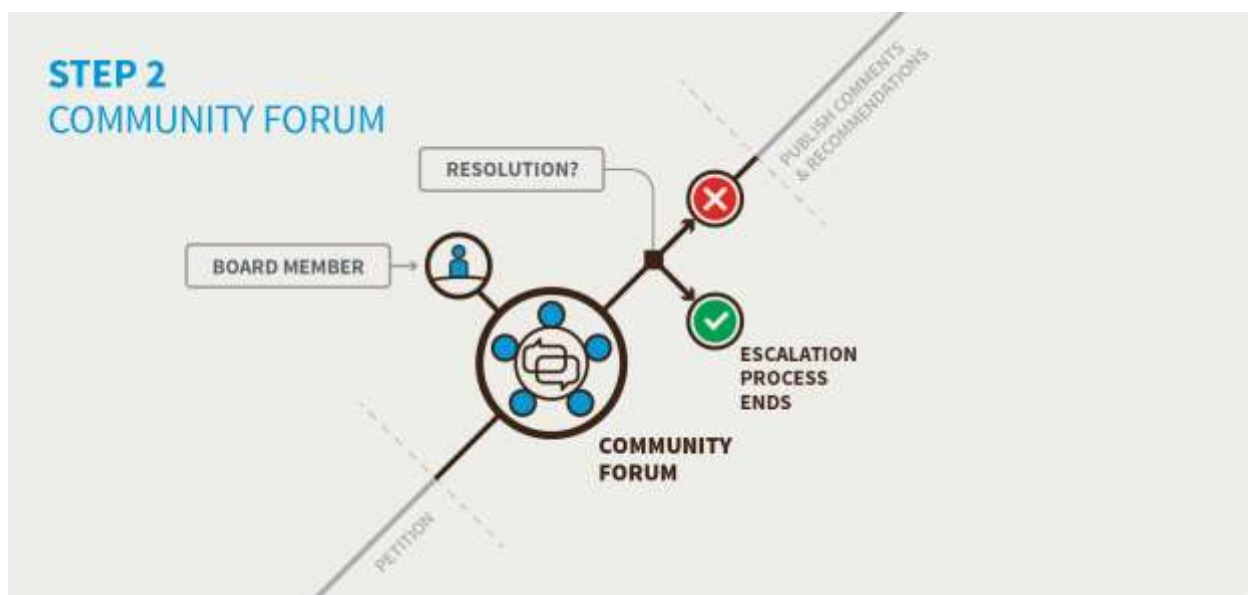 STEP 2
COMMUNITY FORUM
PUBLISH COMMENTS
& RECOMMENDATIONS
RESOLUTION?
BOARD MEMBER
ESCALATION
PROCESS
ENDS
COMMUNITY
FORUM
PETITION